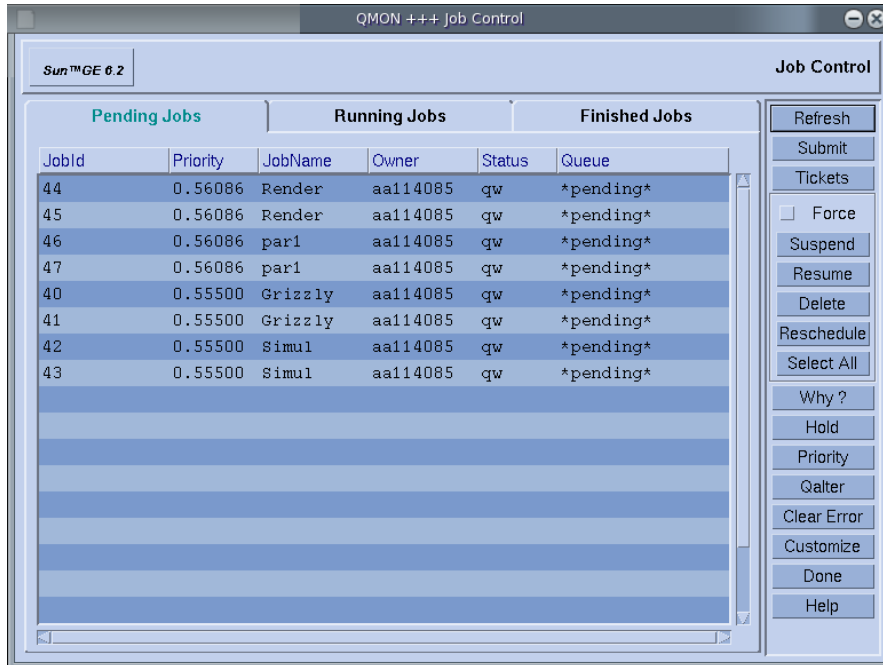 QMON +++ Job Control
Sun™GE 6.2
Job Control
Pending Jobs Running Jobs Finished Jobs
JobId Priority JobName Owner Status Queue
44 0.56086 Render aa114085 qw *pending*
45 0.56086 Render aa114085 qw *pending*
46 0.56086 par1 aa114085 qw *pending*
47 0.56086 par1 aa114085 qw *pending*
40 0.55500 Grizzly aa114085 qw *pending*
41 0.55500 Grizzly aa114085 qw *pending*
42 0.55500 Simul aa114085 qw *pending*
43 0.55500 Simul aa114085 qw *pending*
Refresh
Submit
Tickets
Force
Suspend
Resume
Delete
Reschedule
Select All
Why ?
Hold
Priority
Qalter
Clear Error
Customize
Done
Help